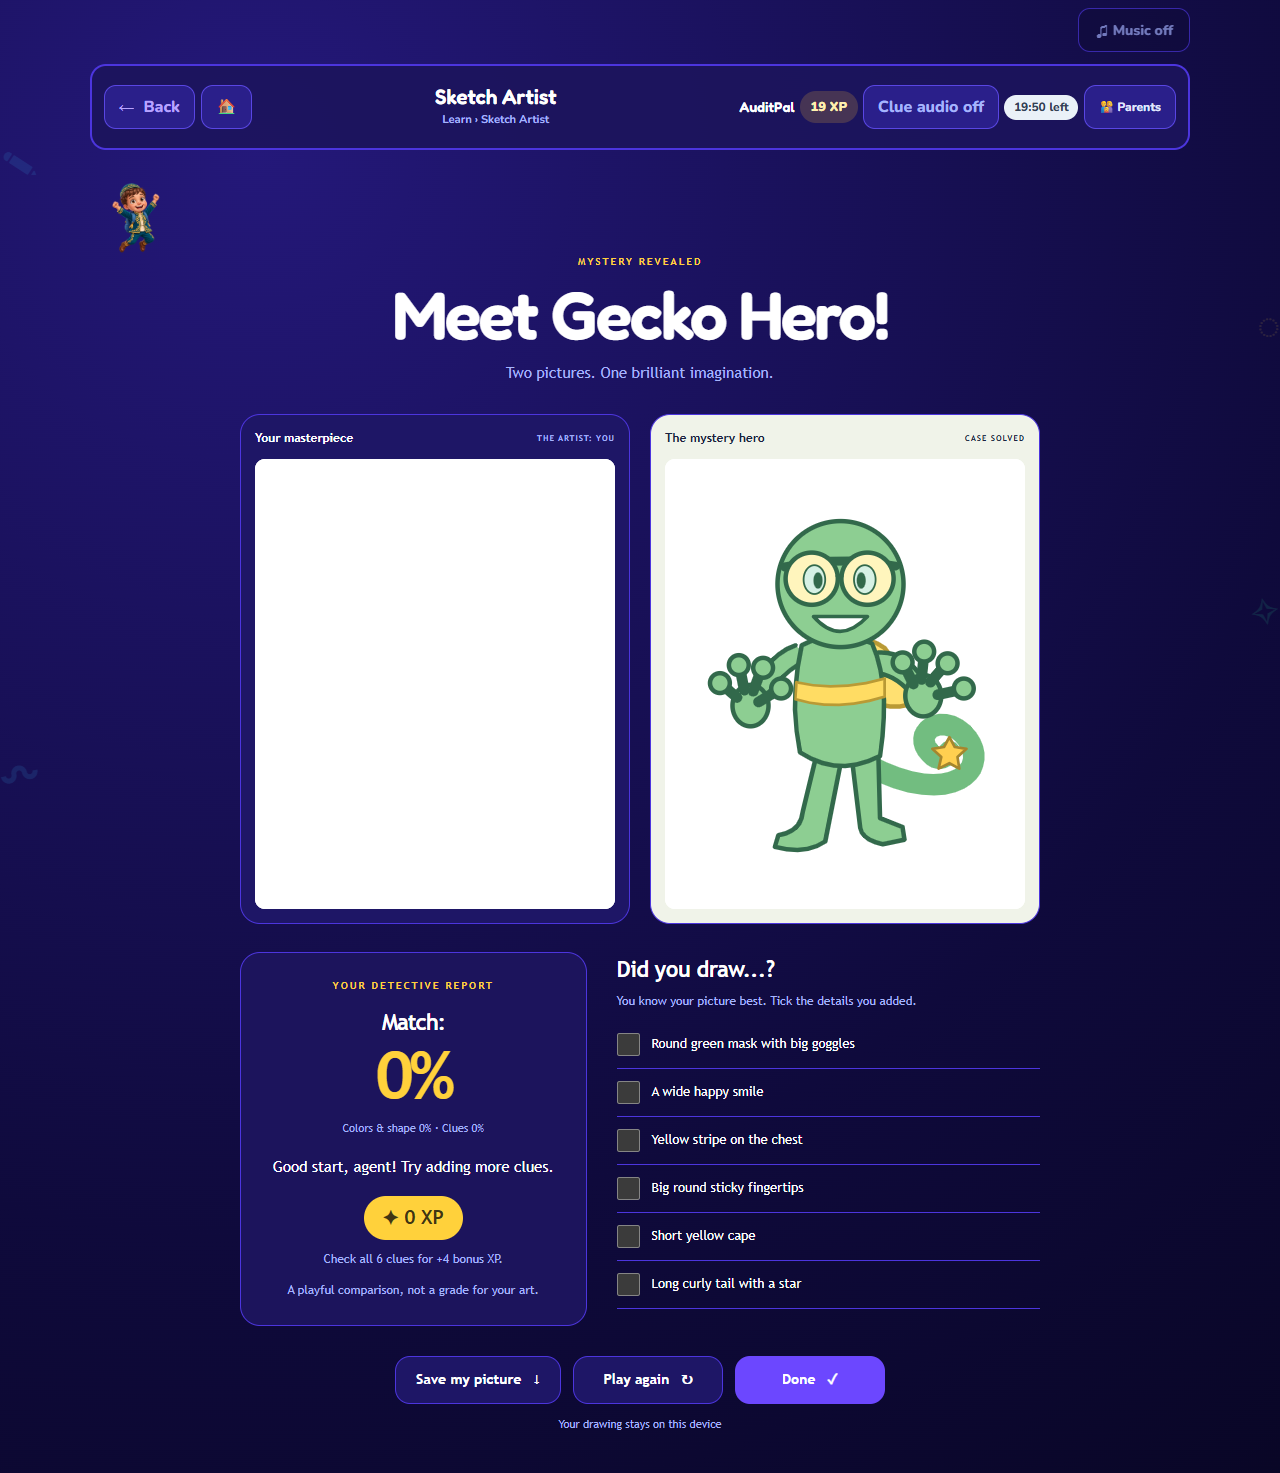 ♫ Music off
← Back
Sketch Artist
Learn › Sketch Artist
AuditPal
19 XP
Clue audio off
19:50 left
Parents
MYSTERY REVEALED
Meet Gecko Hero!
Two pictures. One brilliant imagination.
Your masterpiece
THE ARTIST: YOU
The mystery hero
CASE SOLVED
YOUR DETECTIVE REPORT
Match:
0%
Colors & shape 0% · Clues 0%
Good start, agent! Try adding more clues.
✦ 0 XP
Check all 6 clues for +4 bonus XP.
A playful comparison, not a grade for your art.
Did you draw...?
You know your picture best. Tick the details you added.
Round green mask with big goggles
A wide happy smile
Yellow stripe on the chest
Big round sticky fingertips
Short yellow cape
Long curly tail with a star
Save my picture ↓
Play again ↻
Done ✓
Your drawing stays on this device